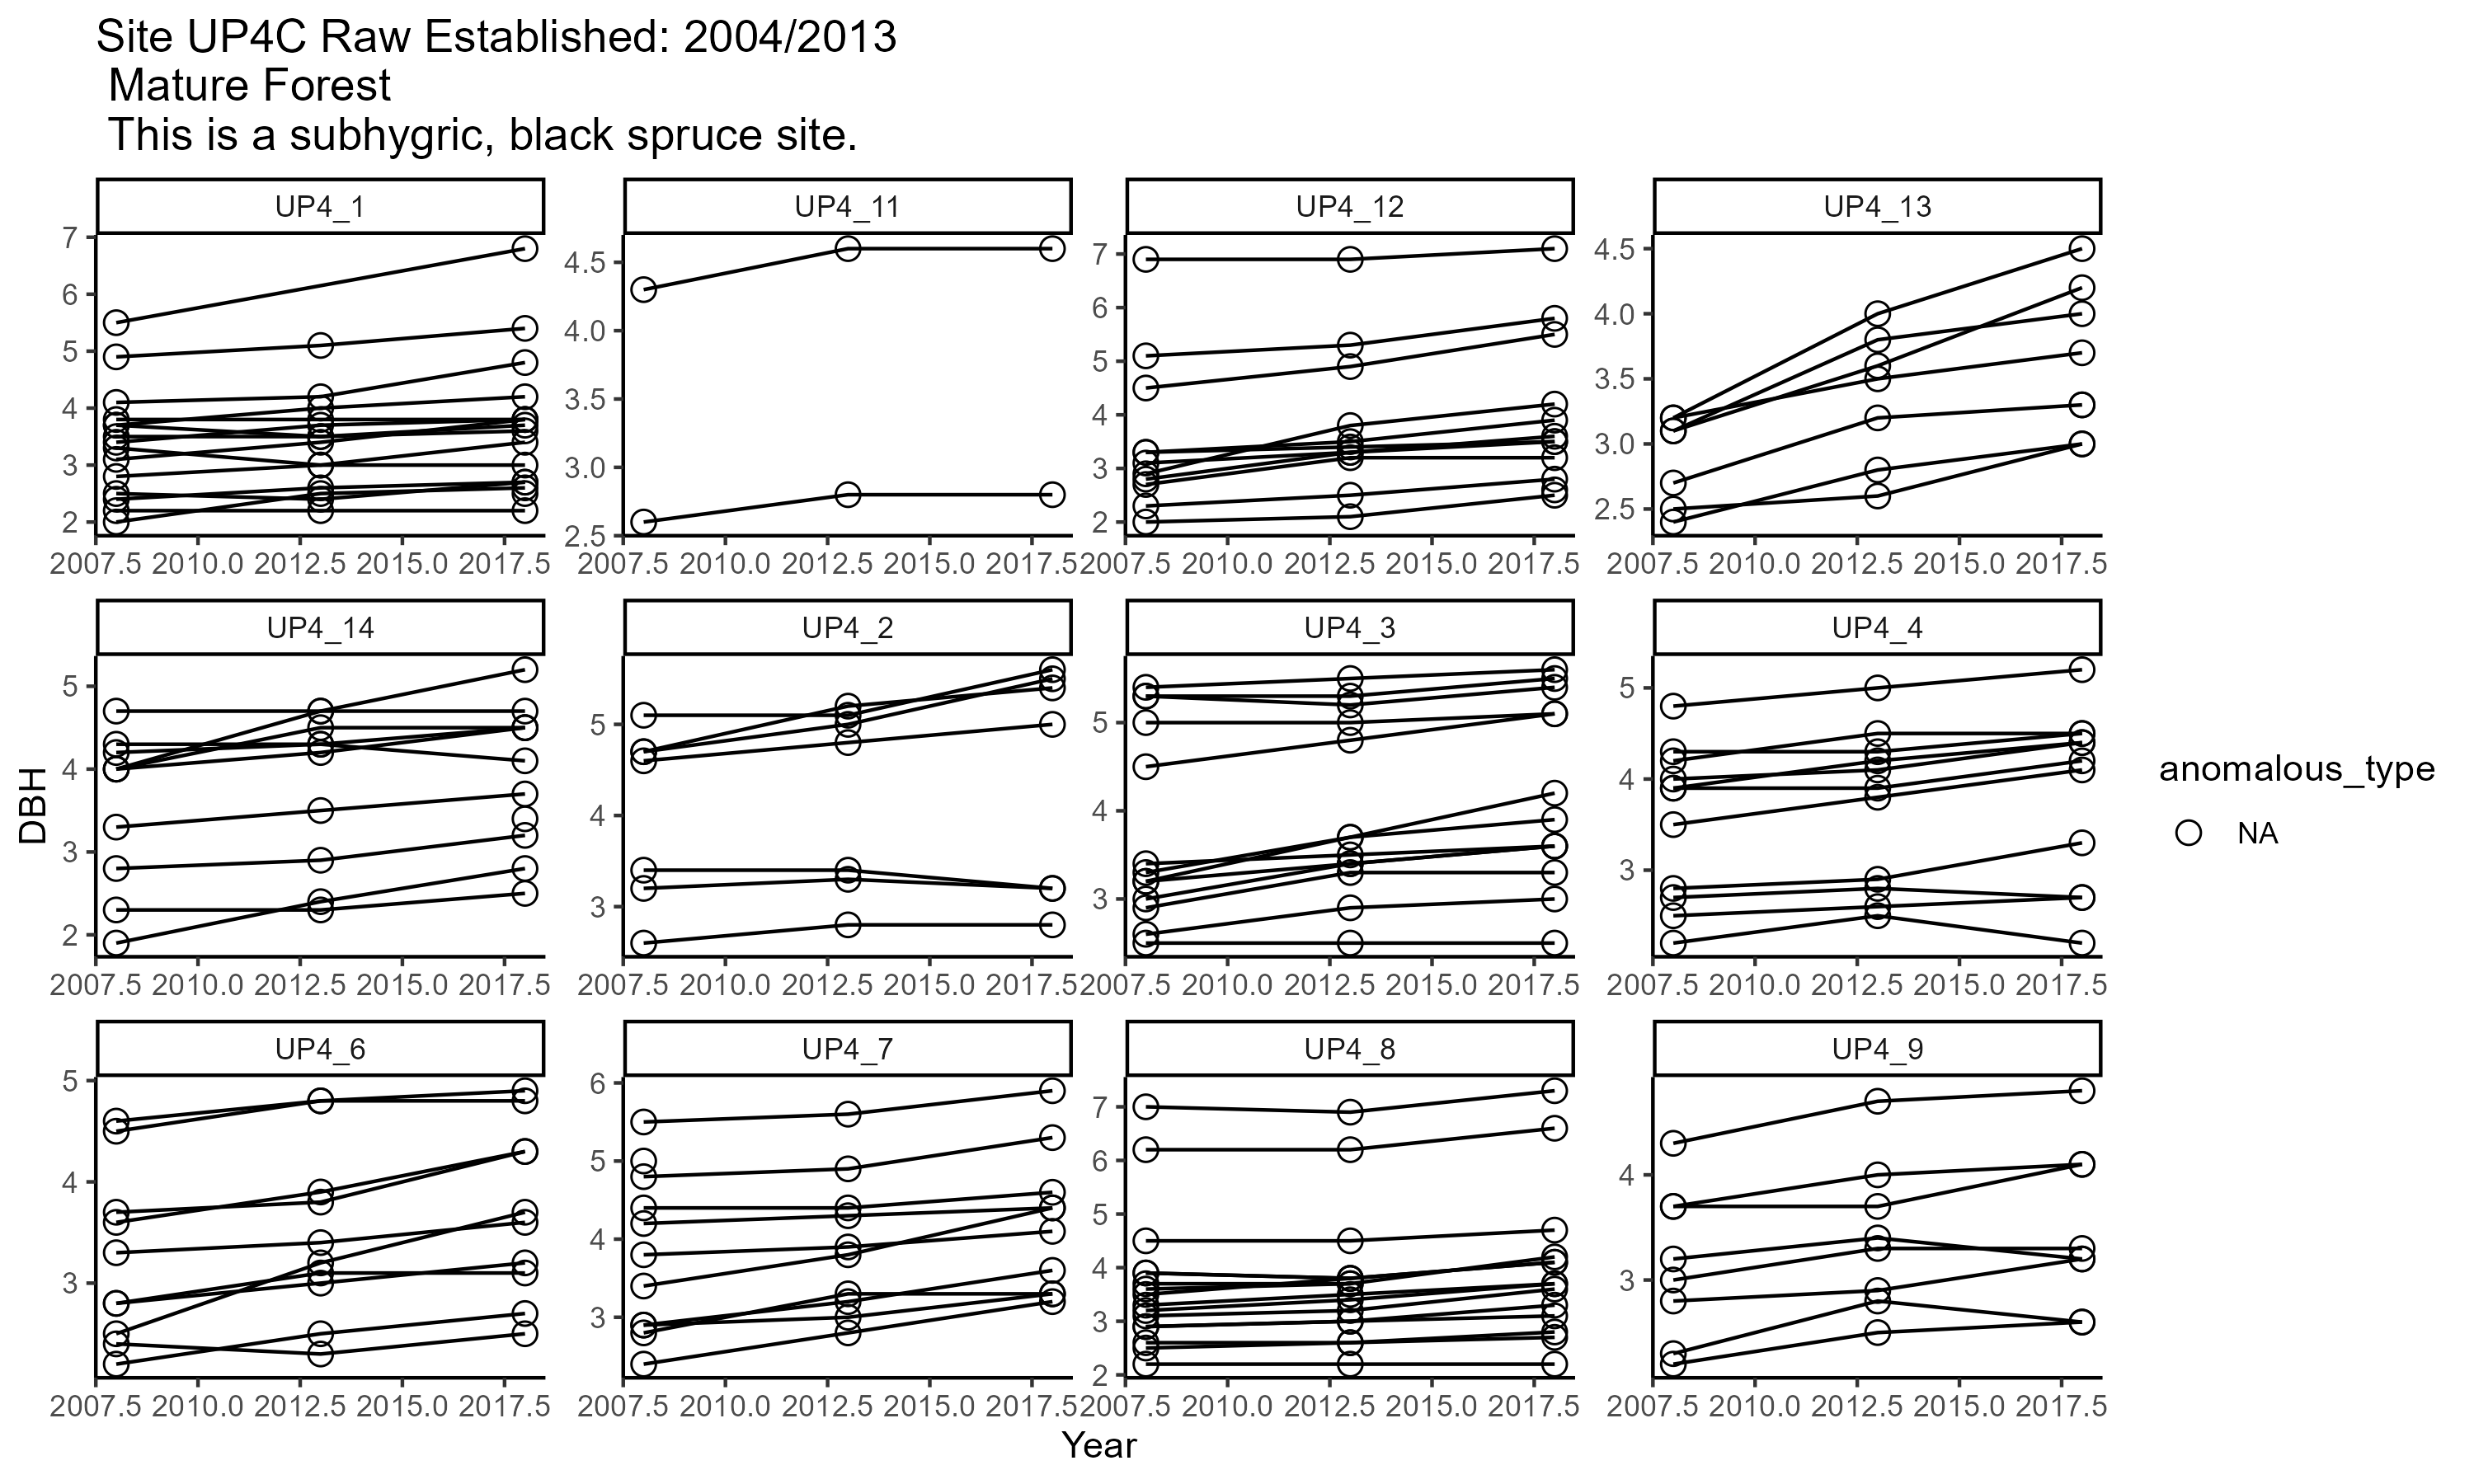 Site UP4C Raw Established: 2004/2013
Mature Forest
This is a subhygric, black spruce site.
UP4_1 UP4_11 UP4_12 UP4_13
7 6 5 4 3 2
4.5 4.0 3.5 3.0 2.5
7 6 5 4 3 2
4.5 4.0 3.5 3.0 2.5
2007.5 2010.0 2012.5 2015.0 2017.5 2007.5 2010.0 2012.5 2015.0 2017.5 2007.5 2010.0 2012.5 2015.0 2017.5 2007.5 2010.0 2012.5 2015.0 2017.5
UP4_14 UP4_2 UP4_3 UP4_4
5 4 3 2
5 4 3
5 4 3
5 4 3
2007.5 2010.0 2012.5 2015.0 2017.5 2007.5 2010.0 2012.5 2015.0 2017.5 2007.5 2010.0 2012.5 2015.0 2017.5 2007.5 2010.0 2012.5 2015.0 2017.5
UP4_6 UP4_7 UP4_8 UP4_9
5 4 3
6 5 4 3
7 6 5 4 3 2
4 3
2007.5 2010.0 2012.5 2015.0 2017.5 2007.5 2010.0 2012.5 2015.0 2017.5 2007.5 2010.0 2012.5 2015.0 2017.5 2007.5 2010.0 2012.5 2015.0 2017.5
DBH
Year
anomalous_type
NA